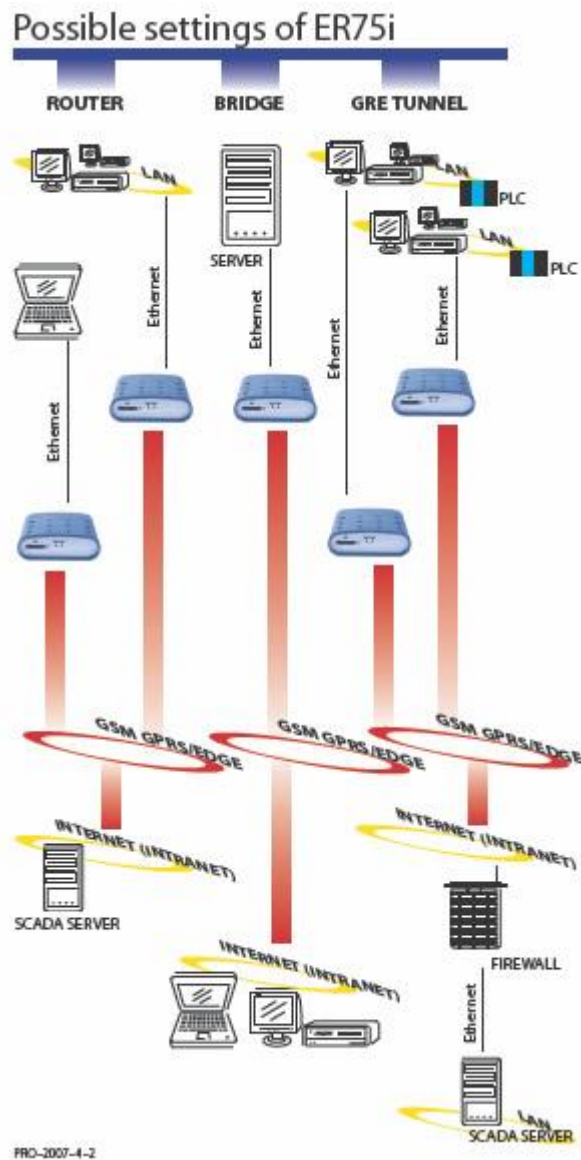 Possible settings of ER75i
ROUTER
BRIDGE
GRE TUNNEL
LAN
LAN
PLC
SERVER
LAN
PLC
Ethernet
Ethernet
Ethernet
Ethernet
Ethernet
GSM GPRS/EDGE
GSM GPRS/EDGE
GSM GPRS/EDGE
INTERNET (INTRANET)
INTERNET (INTRANET)
SCADA SERVER
INTERNET (INTRANET)
FIREWALL
Ethernet
LAN
SCADA SERVER
PRO-2007-4-2